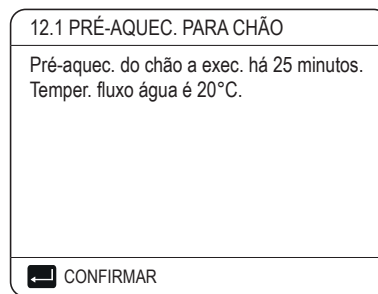 12.1 PRÉ-AQUEC. PARA CHÃO
Pré-aquec. do chão a exec. há 25 minutos.
Temper. fluxo água é 20°C.
CONFIRMAR